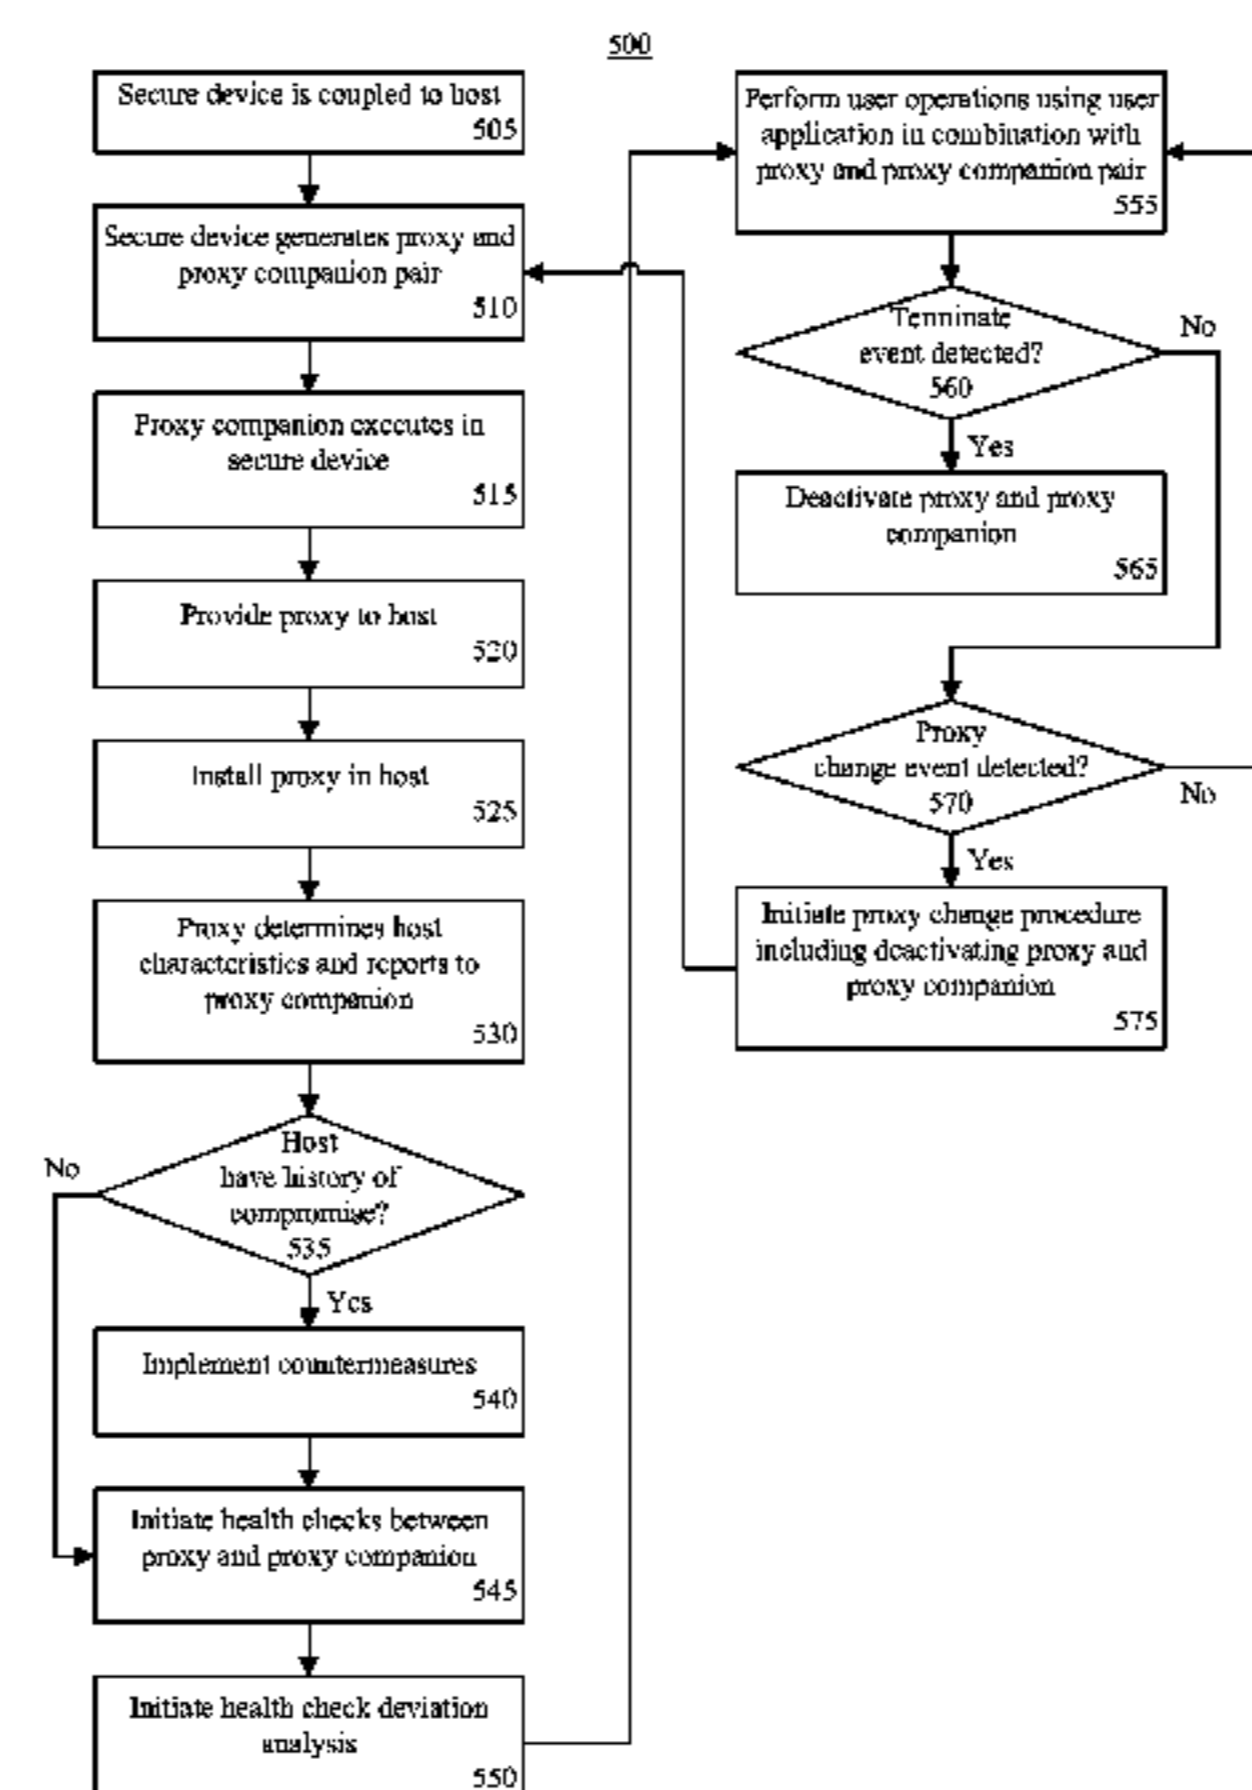 500
Secure device is coupled to host
505
Secure device generates proxy and
proxy companion pair
510
Proxy companion executes in
secure device
515
Provide proxy to host
520
Install proxy in host
525
Proxy determines host
characteristics and reports to
proxy companion
530
Host
have history of
compromise?
535
No
Yes
Implement countermeasures
540
Initiate health checks between
proxy and proxy companion
545
Initiate health check deviation
analysis
550
Perform user operations using user
application in combination with
proxy and proxy companion pair
555
Terminate
event detected?
560
No
Yes
Deactivate proxy and proxy
companion
565
Proxy
change event detected?
570
No
Yes
Initiate proxy change procedure
including deactivating proxy and
proxy companion
575